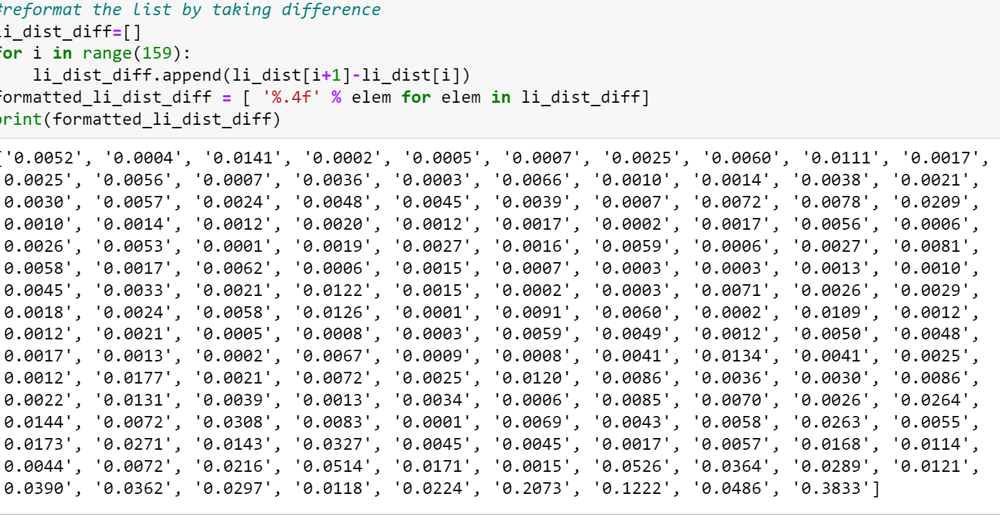 #reformat the list by taking difference
li_dist_diff=[]
for i in range(159):
    li_dist_diff.append(li_dist[i+1]-li_dist[i])
formatted_li_dist_diff = [ '%.4f' % elem for elem in li_dist_diff]
print(formatted_li_dist_diff)
['0.0052', '0.0004', '0.0141', '0.0002', '0.0005', '0.0007', '0.0025', '0.0060', '0.0111', '0.0017',
'0.0025', '0.0056', '0.0007', '0.0036', '0.0003', '0.0066', '0.0010', '0.0014', '0.0038', '0.0021',
'0.0030', '0.0057', '0.0024', '0.0048', '0.0045', '0.0039', '0.0007', '0.0072', '0.0078', '0.0209',
'0.0010', '0.0014', '0.0012', '0.0020', '0.0012', '0.0017', '0.0002', '0.0017', '0.0056', '0.0006',
'0.0026', '0.0053', '0.0001', '0.0019', '0.0027', '0.0016', '0.0059', '0.0006', '0.0027', '0.0081',
'0.0058', '0.0017', '0.0062', '0.0006', '0.0015', '0.0007', '0.0003', '0.0003', '0.0013', '0.0010',
'0.0045', '0.0033', '0.0021', '0.0122', '0.0015', '0.0002', '0.0003', '0.0071', '0.0026', '0.0029',
'0.0018', '0.0024', '0.0058', '0.0126', '0.0001', '0.0091', '0.0060', '0.0002', '0.0109', '0.0012',
'0.0012', '0.0021', '0.0005', '0.0008', '0.0003', '0.0059', '0.0049', '0.0012', '0.0050', '0.0048',
'0.0017', '0.0013', '0.0002', '0.0067', '0.0009', '0.0008', '0.0041', '0.0134', '0.0041', '0.0025',
'0.0012', '0.0177', '0.0021', '0.0072', '0.0025', '0.0120', '0.0086', '0.0036', '0.0030', '0.0086',
'0.0022', '0.0131', '0.0039', '0.0013', '0.0034', '0.0006', '0.0085', '0.0070', '0.0026', '0.0264',
'0.0144', '0.0072', '0.0308', '0.0083', '0.0001', '0.0069', '0.0043', '0.0058', '0.0263', '0.0055',
'0.0173', '0.0271', '0.0143', '0.0327', '0.0045', '0.0045', '0.0017', '0.0057', '0.0168', '0.0114',
'0.0044', '0.0072', '0.0216', '0.0514', '0.0171', '0.0015', '0.0526', '0.0364', '0.0289', '0.0121',
'0.0390', '0.0362', '0.0297', '0.0118', '0.0224', '0.2073', '0.1222', '0.0486', '0.3833']